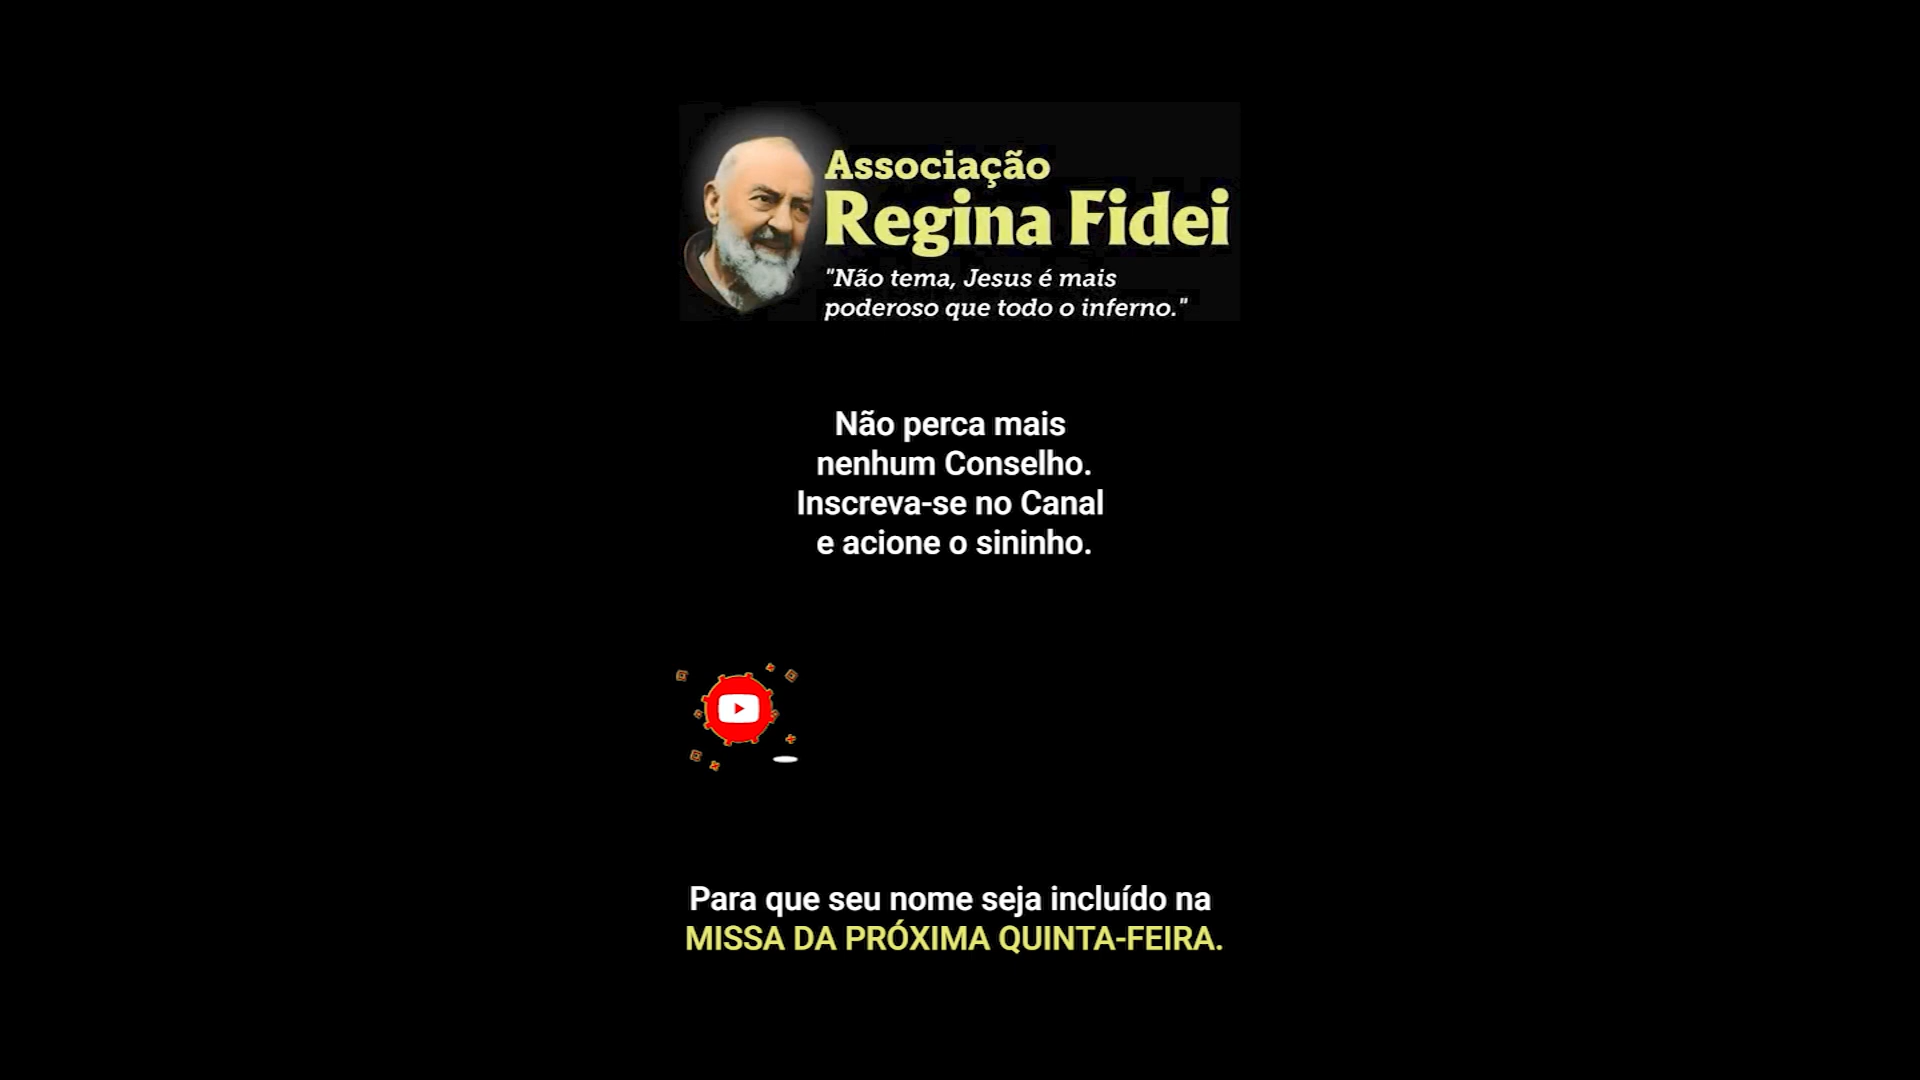 Associação
Regina Fidei
"Não tema, Jesus é mais
poderoso que todo o inferno."
Não perca mais
nenhum Conselho.
Inscreva-se no Canal
e acione o sininho.
Para que seu nome seja incluído na
MISSA DA PRÓXIMA QUINTA-FEIRA.